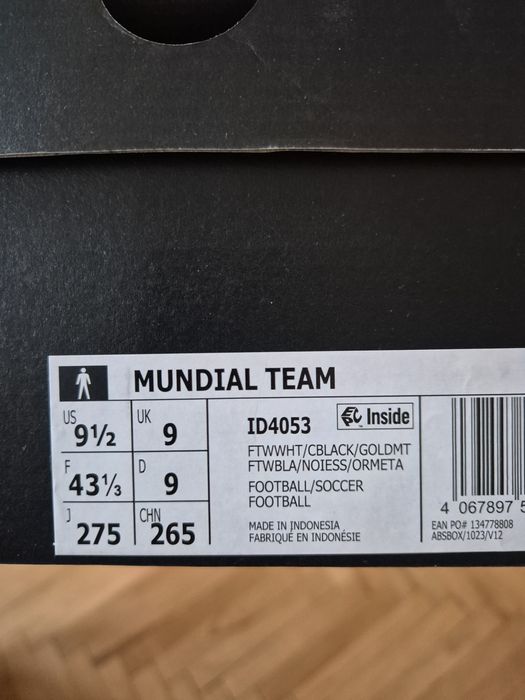 MUNDIAL TEAM
US 9½ UK 9
F 43⅓ D 9
J 275 CHN 265
ID4053 Inside
FTWWHT/CBLACK/GOLDMT
FTWBLA/NOIESS/ORMETA
FOOTBALL/SOCCER
FOOTBALL
MADE IN INDONESIA
FABRIQUÉ EN INDONÉSIE
4 067897 5
EAN PO# 134778808
ABSBOX/1023/V12